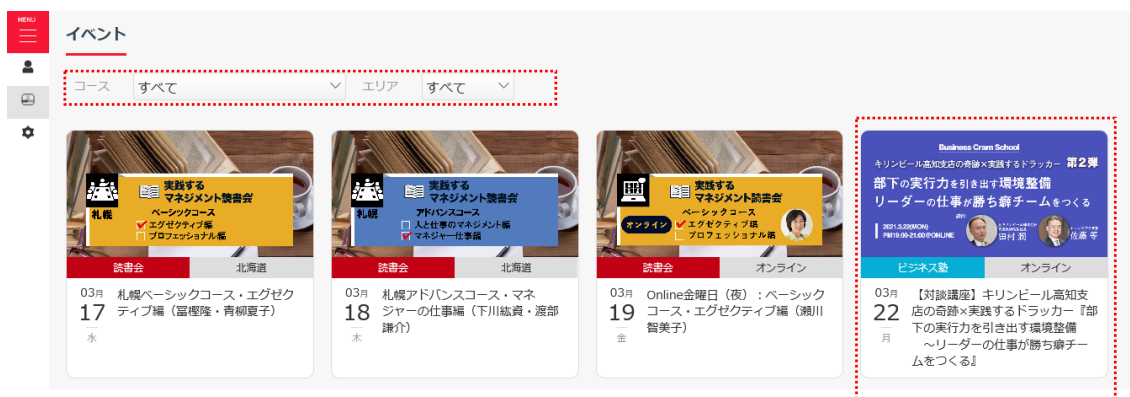 MENU
イベント
コース
すべて
エリア
すべて
札幌
実践する
マネジメント読書会
ベーシックコース
エグゼクティブ編
プロフェッショナル編
読書会
北海道
03月
17
水
札幌ベーシックコース・エグゼク
ティブ編（冨樫隆・青柳夏子）
札幌
実践する
マネジメント読書会
アドバンスコース
人と仕事のマネジメント編
マネジャー仕事編
読書会
北海道
03月
18
木
札幌アドバンスコース・マネ
ジャーの仕事編（下川紘資・渡部
謙介）
オンライン
実践する
マネジメント読書会
ベーシックコース
エグゼクティブ編
プロフェッショナル編
読書会
オンライン
03月
19
金
Online金曜日（夜）：ベーシック
コース・エグゼクティブ編（瀬川
智美子）
Business Cram School
キリンビール高知支店の奇跡×実践するドラッカー 第2弾
部下の実行力を引き出す環境整備
リーダーの仕事が勝ち癖チームをつくる
2021.3.22(MON)
PM19:00-21:00@ONLINE
田村 潤
佐藤 等
ビジネス塾
オンライン
03月
22
月
【対談講座】キリンビール高知支
店の奇跡×実践するドラッカー『部
下の実行力を引き出す環境整備
～リーダーの仕事が勝ち癖チー
ムをつくる』